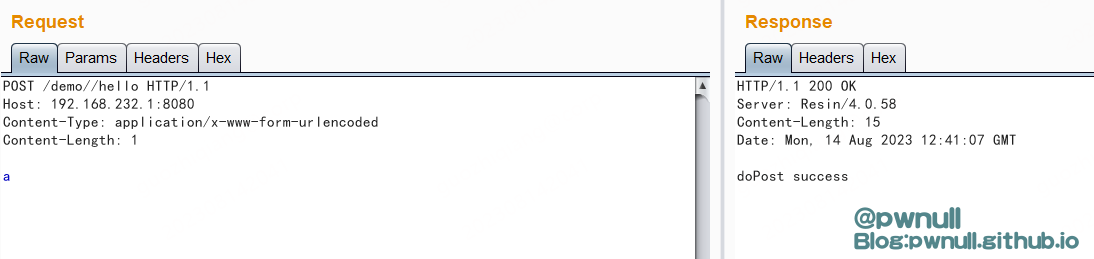 Request
Raw Params Headers Hex
POST /demo//hello HTTP/1.1
Host: 192.168.232.1:8080
Content-Type: application/x-www-form-urlencoded
Content-Length: 1
a
Response
Raw Headers Hex
HTTP/1.1 200 OK
Server: Resin/4.0.58
Content-Length: 15
Date: Mon, 14 Aug 2023 12:41:07 GMT
doPost success
@pwnull
Blog:pwnull.github.io